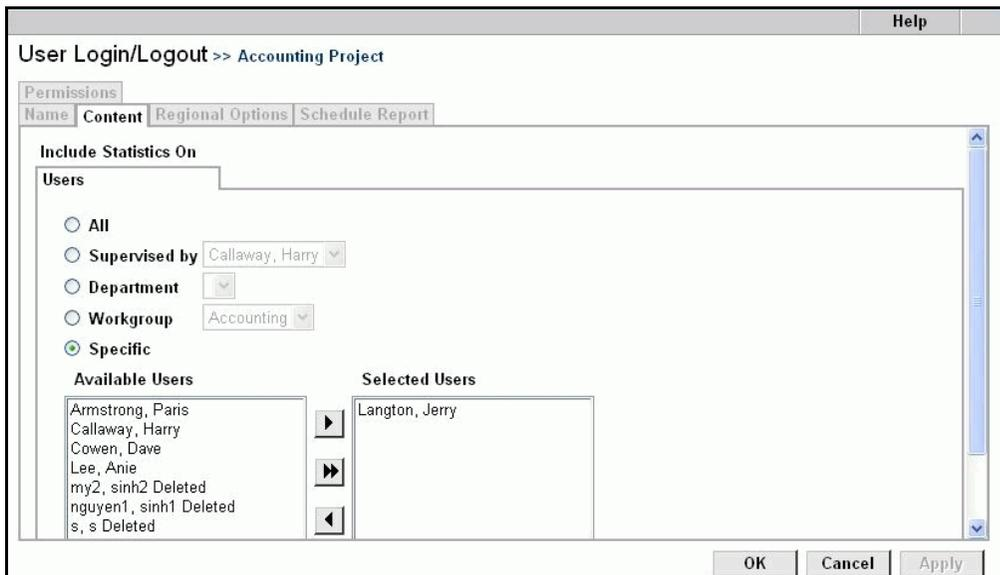 Help
User Login/Logout >> Accounting Project
Permissions
Name Content Regional Options Schedule Report
Include Statistics On
Users
All
Supervised by Callaway, Harry
Department
Workgroup Accounting
Specific
Available Users Selected Users
Armstrong, Paris Langton, Jerry
Callaway, Harry
Cowen, Dave
Lee, Anie
my2, sinh2 Deleted
nguyen1, sinh1 Deleted
s, s Deleted
OK Cancel Apply